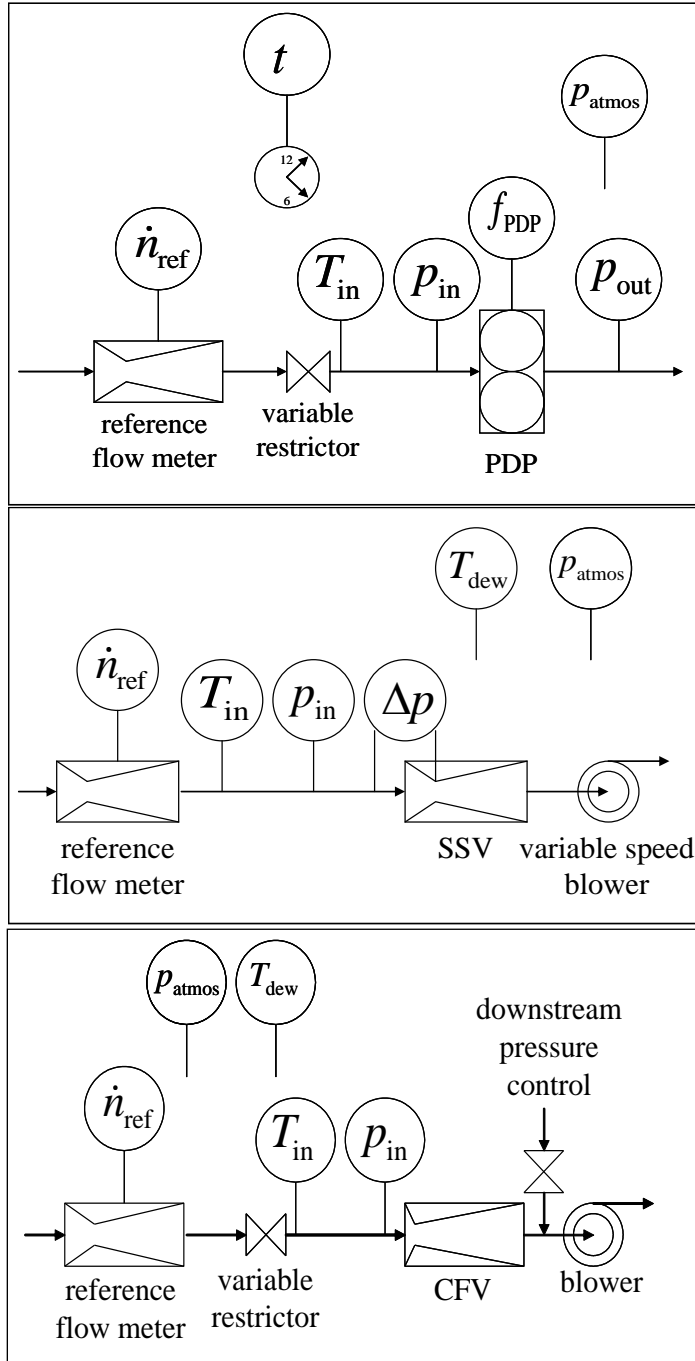 t
p_atmos
12
6
f_PDP
ṅ_ref
T_in
p_in
p_out
reference
flow meter
variable
restrictor
PDP
T_dew
p_atmos
ṅ_ref
T_in
p_in
Δp
reference
flow meter
SSV
variable speed
blower
p_atmos
T_dew
downstream
pressure
control
ṅ_ref
T_in
p_in
reference
flow meter
variable
restrictor
CFV
blower